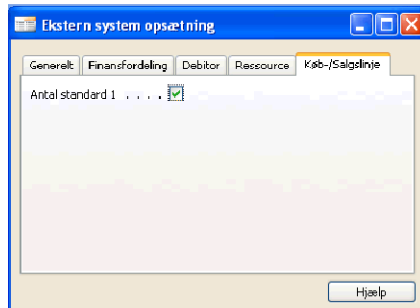 Ekstern system opsætning
Generelt Finansfordeling Debitor Ressource Køb-/Salgslinje
Antal standard 1 . . . .
Hjælp